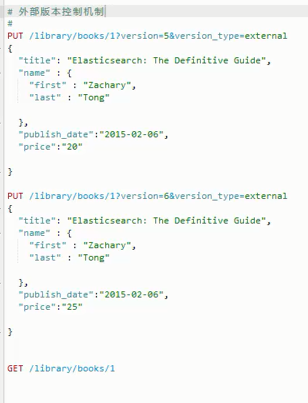 # 外部版本控制机制
#
PUT /library/books/1?version=5&version_type=external
{
"title": "Elasticsearch: The Definitive Guide",
"name" : {
"first" : "Zachary",
"last" : "Tong"
},
"publish_date":"2015-02-06",
"price":"20"
}
PUT /library/books/1?version=6&version_type=external
{
"title": "Elasticsearch: The Definitive Guide",
"name" : {
"first" : "Zachary",
"last" : "Tong"
},
"publish_date":"2015-02-06",
"price":"25"
}
GET /library/books/1